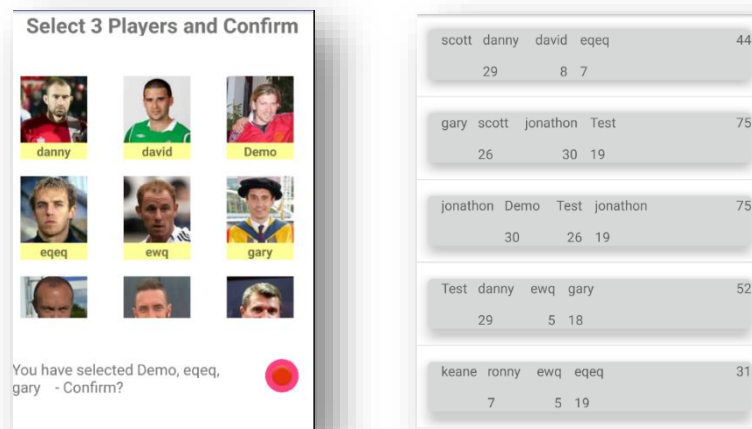 Select 3 Players and Confirm
danny david Demo
eqeq ewq gary
You have selected Demo, eqeq,
gary - Confirm?
scott danny david eqeq 44
29 8 7
gary scott jonathon Test 75
26 30 19
jonathon Demo Test jonathon 75
30 26 19
Test danny ewq gary 52
29 5 18
keane ronny ewq eqeq 31
7 5 19